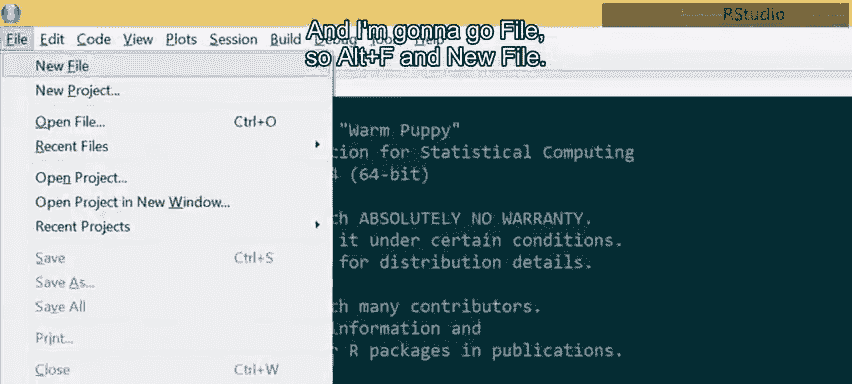 RStudio
And I'm gonna go File,
so Alt+F and New File.
File Edit Code View Plots Session Build Help
New File
New Project...
Open File... Ctrl+O
Recent Files
Open Project...
Open Project in New Window...
Recent Projects
Save Ctrl+S
Save As...
Save All
Print...
Close Ctrl+W
"Warm Puppy"
tion for Statistical Computing
(64-bit)
ch ABSOLUTELY NO WARRANTY.
it under certain conditions.
for distribution details.
ch many contributors.
information and
r R packages in publications.